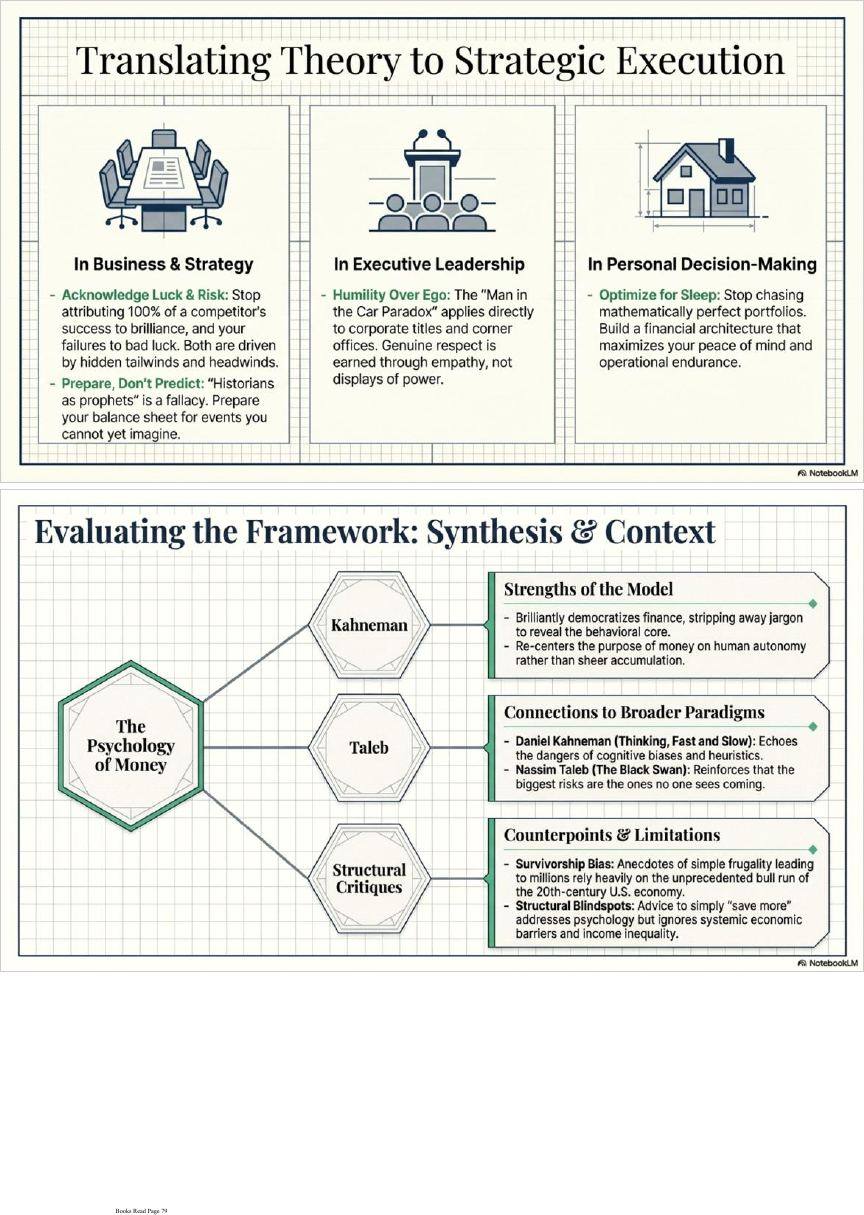 Translating Theory to Strategic Execution
In Business & Strategy
- Acknowledge Luck & Risk: Stop
attributing 100% of a competitor's
success to brilliance, and your
failures to bad luck. Both are driven
by hidden tailwinds and headwinds.
- Prepare, Don't Predict: "Historians
as prophets" is a fallacy. Prepare
your balance sheet for events you
cannot yet imagine.
In Executive Leadership
- Humility Over Ego: The "Man in
the Car Paradox" applies directly
to corporate titles and corner
offices. Genuine respect is
earned through empathy, not
displays of power.
In Personal Decision-Making
- Optimize for Sleep: Stop chasing
mathematically perfect portfolios.
Build a financial architecture that
maximizes your peace of mind and
operational endurance.
NotebookLM
Evaluating the Framework: Synthesis & Context
The
Psychology
of Money
Kahneman
Strengths of the Model
- Brilliantly democratizes finance, stripping away jargon
to reveal the behavioral core.
- Re-centers the purpose of money on human autonomy
rather than sheer accumulation.
Taleb
Connections to Broader Paradigms
- Daniel Kahneman (Thinking, Fast and Slow): Echoes
the dangers of cognitive biases and heuristics.
- Nassim Taleb (The Black Swan): Reinforces that the
biggest risks are the ones no one sees coming.
Structural
Critiques
Counterpoints & Limitations
- Survivorship Bias: Anecdotes of simple frugality leading
to millions rely heavily on the unprecedented bull run of
the 20th-century U.S. economy.
- Structural Blindspots: Advice to simply "save more"
addresses psychology but ignores systemic economic
barriers and income inequality.
NotebookLM
Books Read Page 79